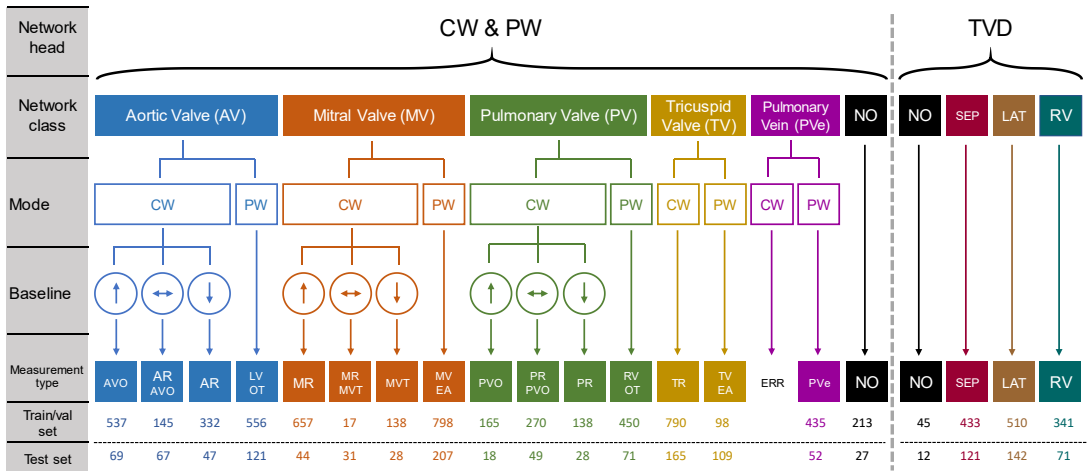 Network head
CW & PW
TVD
Network class
Aortic Valve (AV)
Mitral Valve (MV)
Pulmonary Valve (PV)
Tricuspid Valve (TV)
Pulmonary Vein (PVe)
NO
NO
SEP
LAT
RV
Mode
CW
PW
CW
PW
CW
PW
CW
PW
CW
PW
Baseline
Measurement type
AVO
AR AVO
AR
LV OT
MR
MR MVT
MVT
MV EA
PVO
PR PVO
PR
RV OT
TR
TV EA
ERR
PVe
NO
NO
SEP
LAT
RV
Train/val set
537
145
332
556
657
17
138
798
165
270
138
450
790
98
435
213
45
433
510
341
Test set
69
67
47
121
44
31
28
207
18
49
28
71
165
109
52
27
12
121
142
71